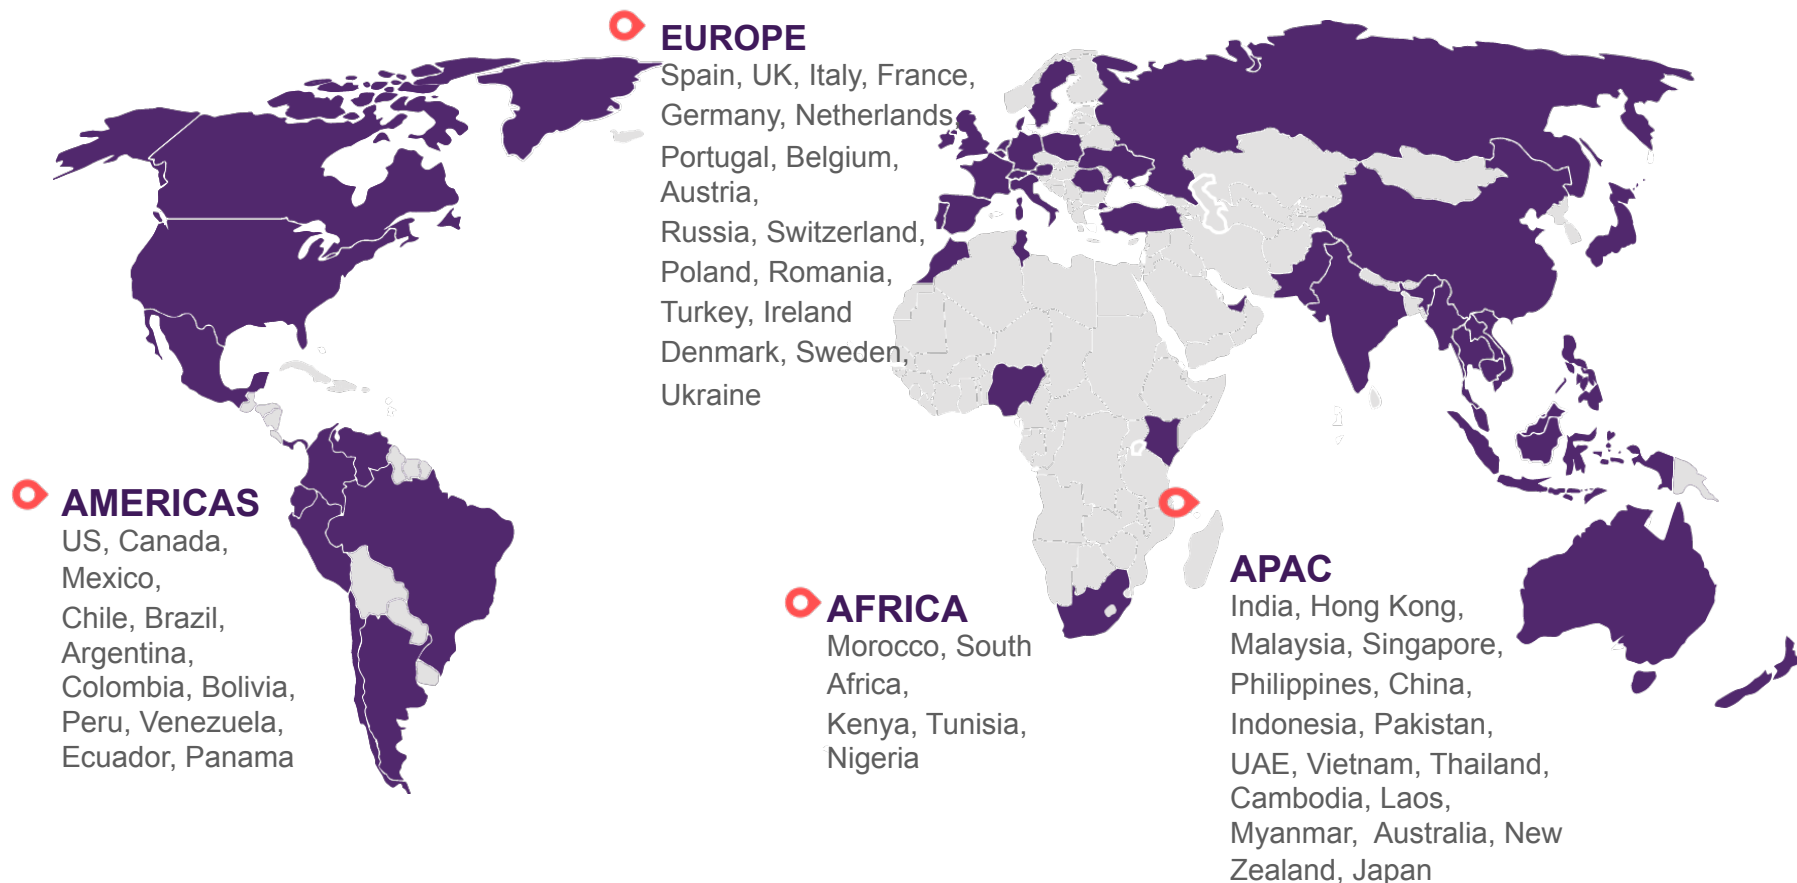 EUROPE
Spain, UK, Italy, France,
Germany, Netherlands,
Portugal, Belgium,
Austria,
Russia, Switzerland,
Poland, Romania,
Turkey, Ireland
Denmark, Sweden,
Ukraine
AMERICAS
US, Canada,
Mexico,
Chile, Brazil,
Argentina,
Colombia, Bolivia,
Peru, Venezuela,
Ecuador, Panama
AFRICA
Morocco, South
Africa,
Kenya, Tunisia,
Nigeria
APAC
India, Hong Kong,
Malaysia, Singapore,
Philippines, China,
Indonesia, Pakistan,
UAE, Vietnam, Thailand,
Cambodia, Laos,
Myanmar, Australia, New
Zealand, Japan